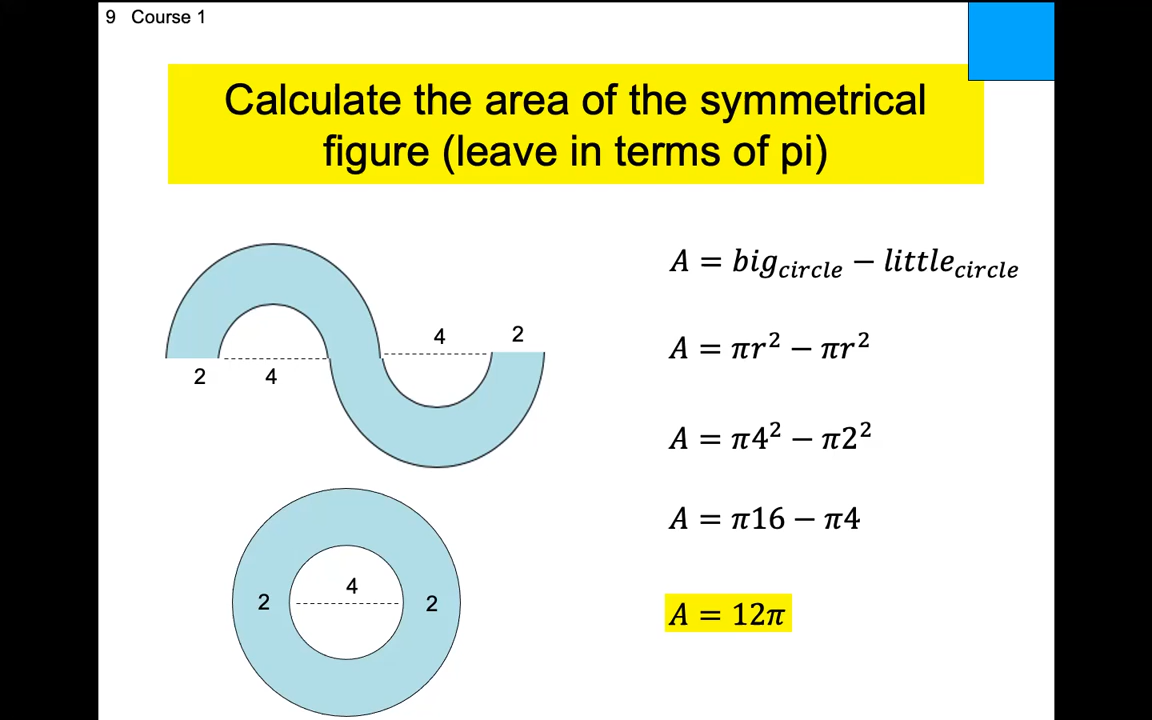 9 Course 1
Calculate the area of the symmetrical
figure (leave in terms of pi)
A = big_circle − little_circle
4 2
2 4
A = πr² − πr²
A = π4² − π2²
A = π16 − π4
4
2 2
A = 12π